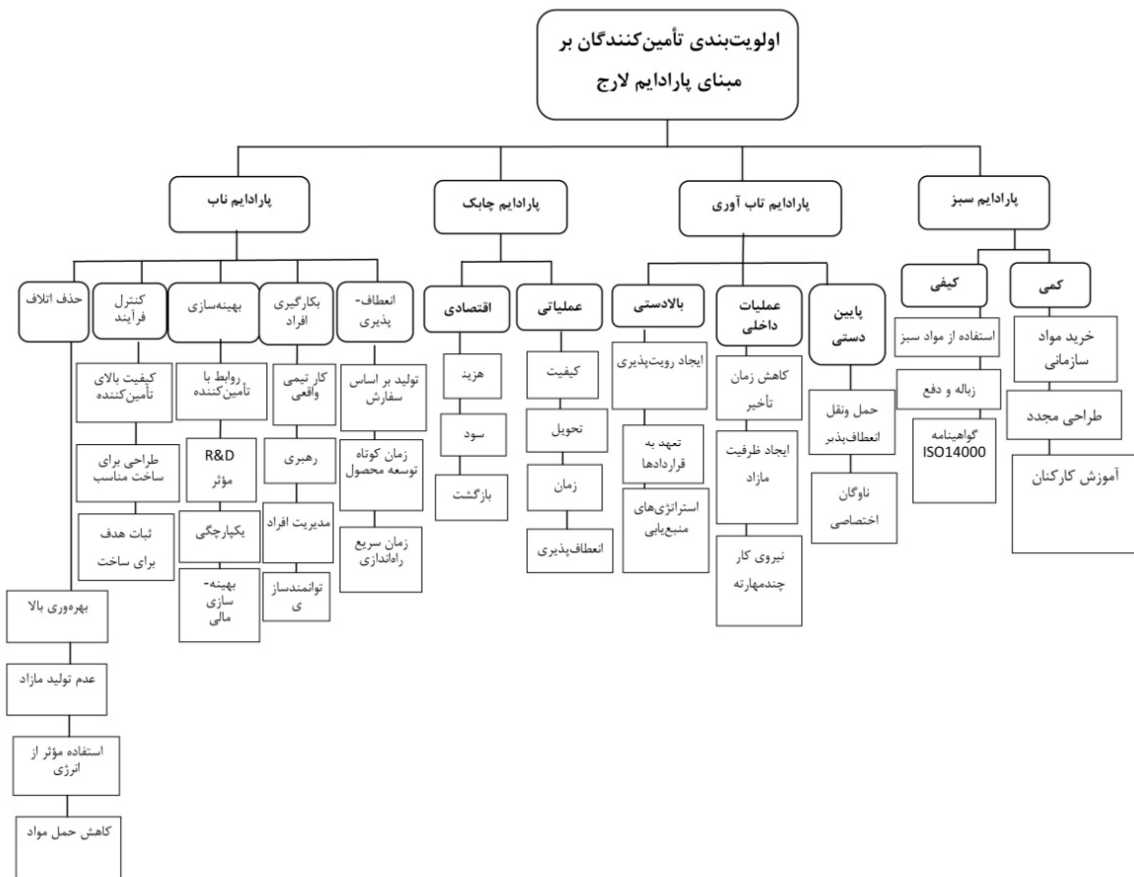 اولویت‌بندی تأمین‌کنندگان بر
مبنای پارادایم لارج
پارادایم سبز
پارادایم تاب آوری
پارادایم چابک
پارادایم ناب
کمی
خرید مواد
سازمانی
طراحی مجدد
آموزش کارکنان
کیفی
استفاده از مواد سبز
زباله و دفع
گواهینامه
ISO14000
پایین
دستی
حمل ونقل
انعطاف‌پذیر
ناوگان
اختصاصی
عملیات
داخلی
کاهش زمان
تأخیر
ایجاد ظرفیت
مازاد
نیروی کار
چندمهارته
بالادستی
ایجاد رویت‌پذیری
تعهد به
قراردادها
استراتژی‌های
منبع‌یابی
عملیاتی
کیفیت
تحویل
زمان
انعطاف‌پذیری
اقتصادی
هزین
سود
بازگشت
انعطاف-
پذیری
تولید بر اساس
سفارش
زمان کوتاه
توسعه محصول
زمان سریع
راه‌اندازی
بکارگیری
افراد
کار تیمی
واقعی
رهبری
مدیریت افراد
توانمندساز
ی
بهینه‌سازی
روابط با
تأمین‌کننده
R&D
مؤثر
یکپارچگی
بهینه-
سازی
مالی
کنترل
فرآیند
کیفیت بالای
تأمین‌کننده
طراحی برای
ساخت مناسب
ثبات هدف
برای ساخت
حذف اتلاف
بهره‌وری بالا
عدم تولید مازاد
استفاده مؤثر از
انرژی
کاهش حمل مواد